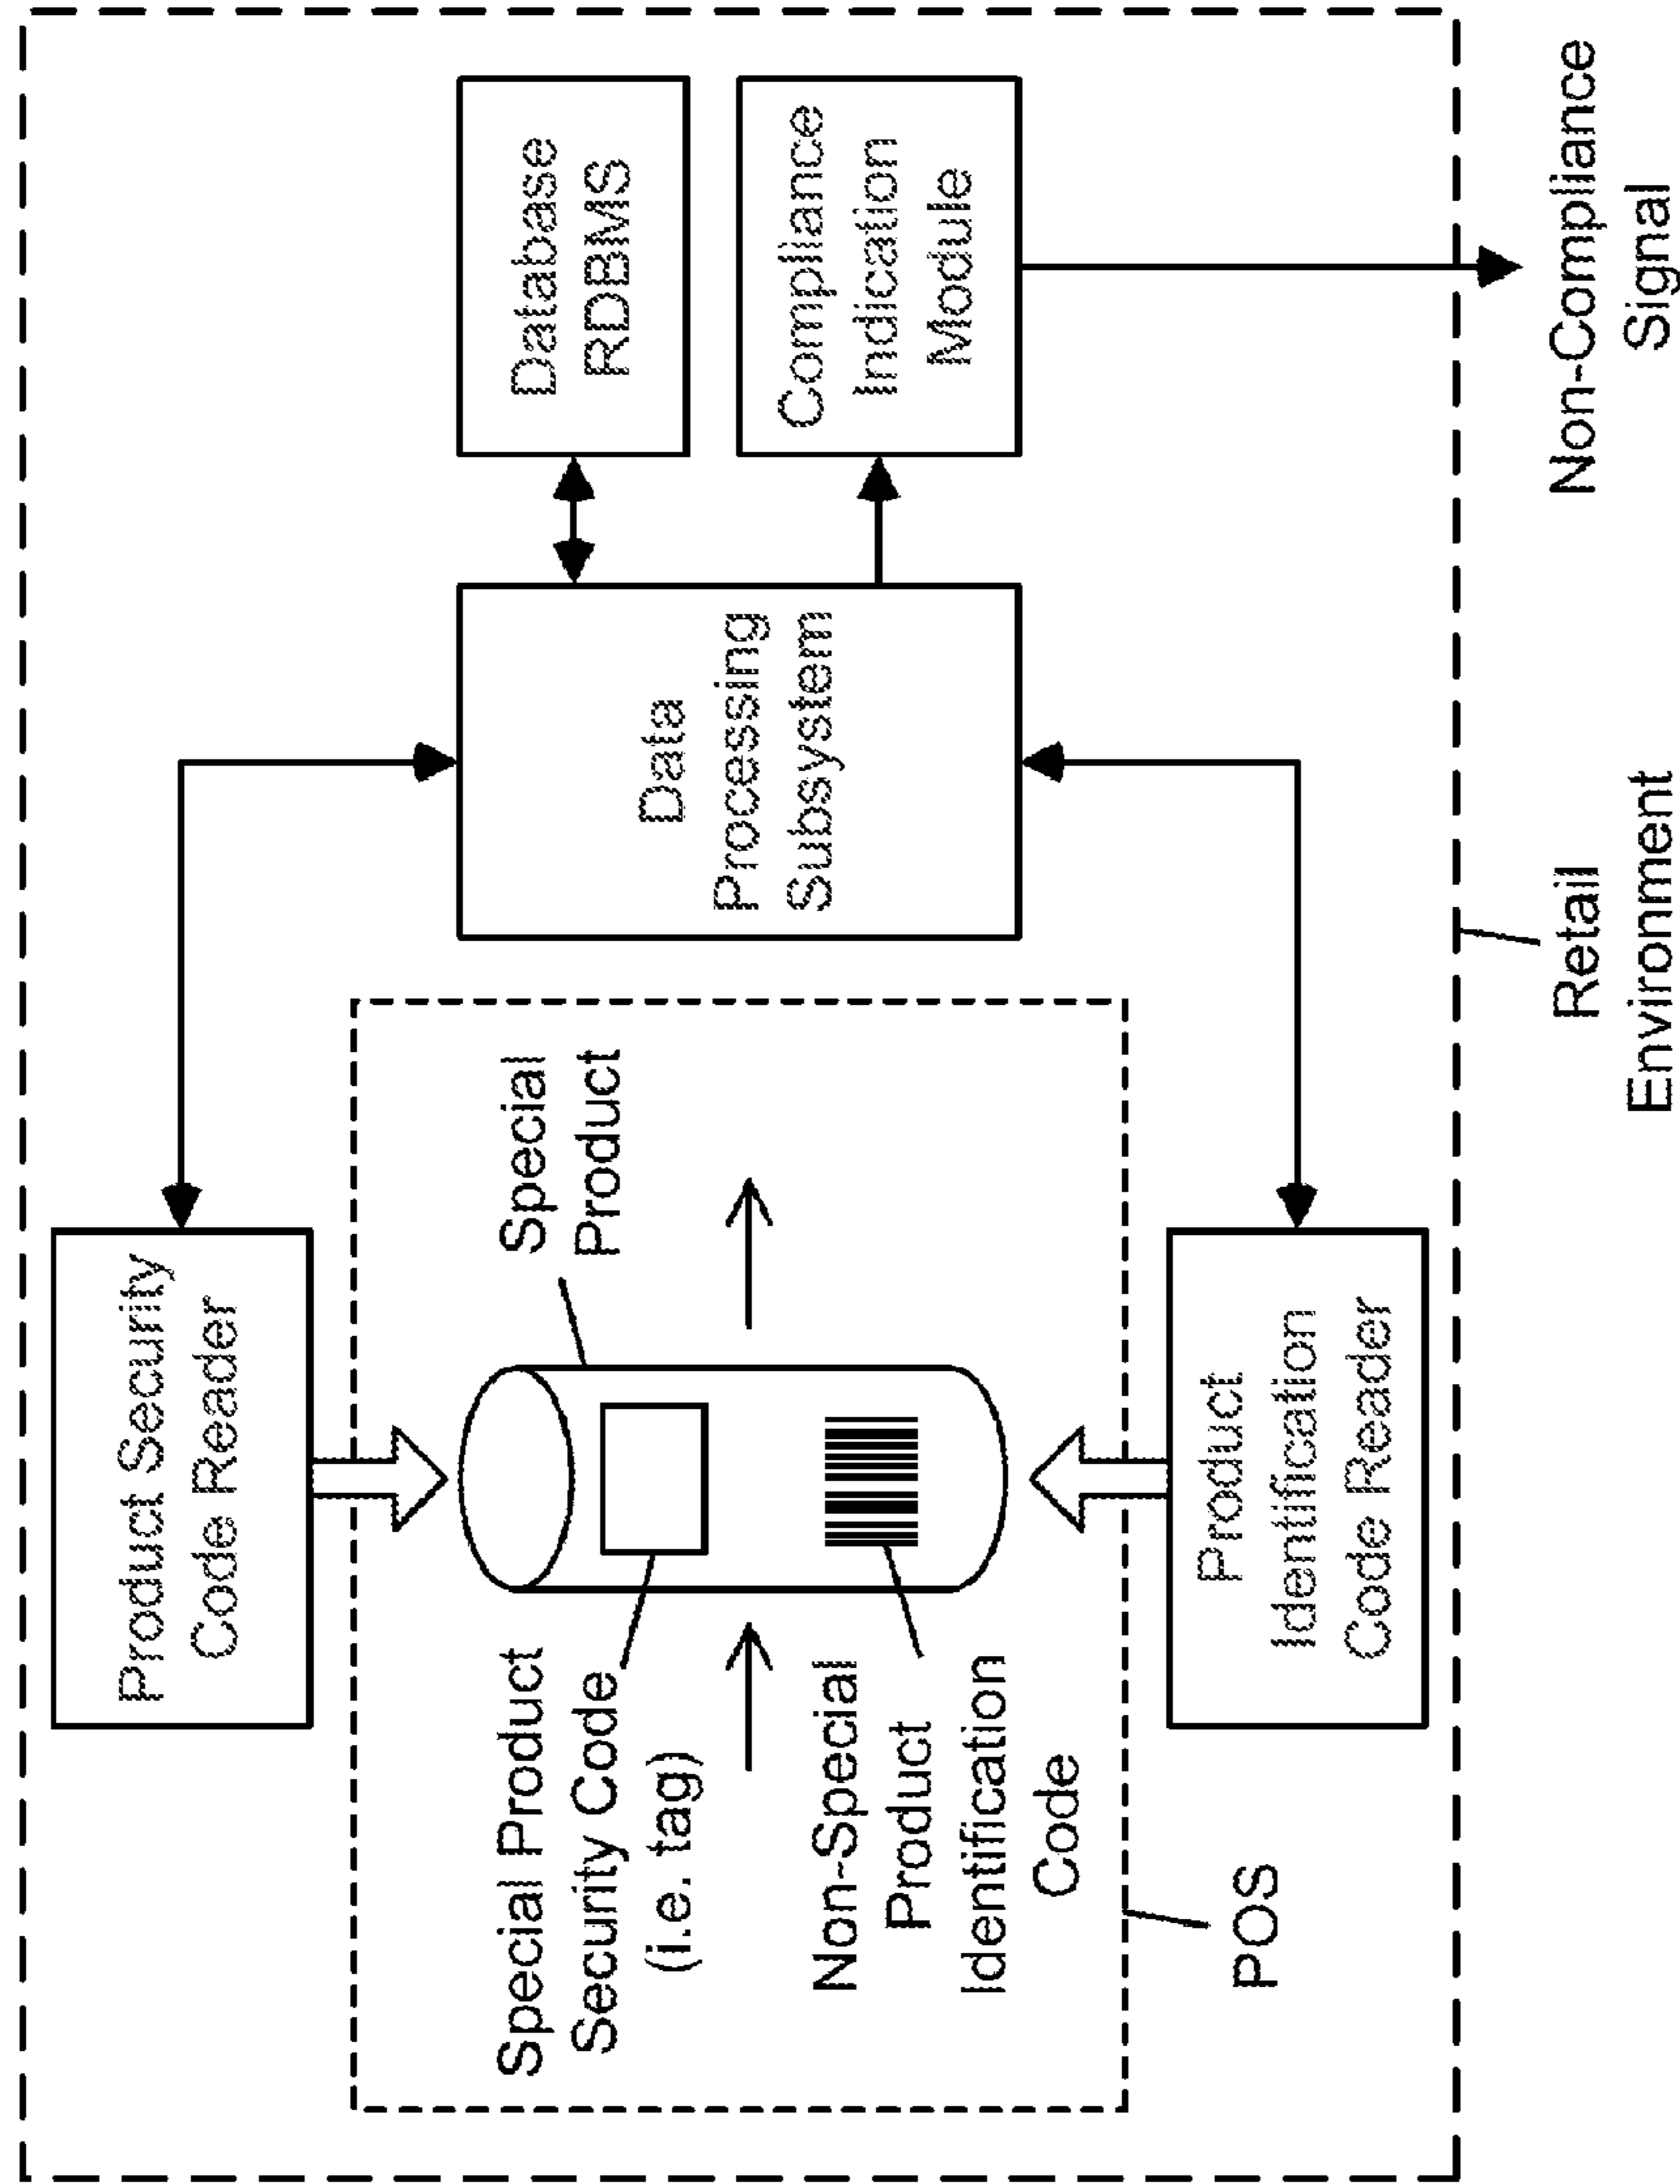 Product Security
Code Reader
Special Product
Security Code
(i.e. tag)
Special
Product
Non-Special
Product
Identification
Code
POS
Product
Identification
Code Reader
Data
Processing
Subsystem
Database
RDBMS
Compliance
Indication
Module
Retail
Environment
Non-Compliance
Signal